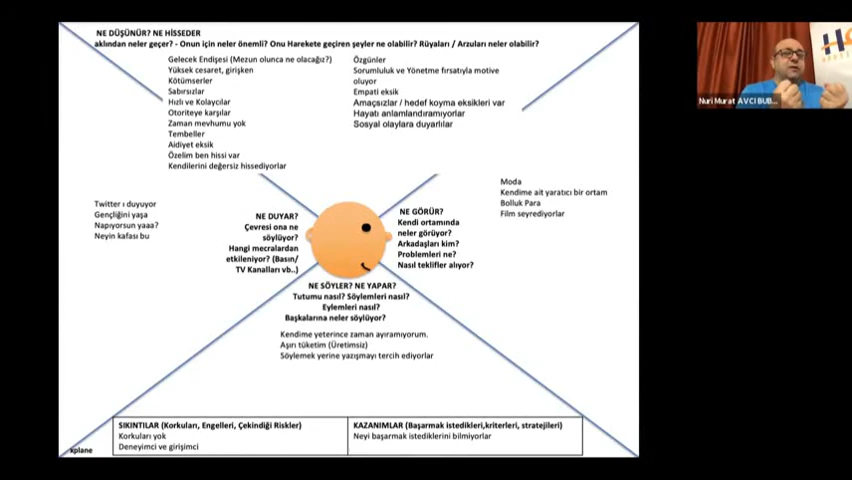 NE DÜŞÜNÜR? NE HİSSEDER
aklından neler geçer? - Onun için neler önemli? Onu Harekete geçiren şeyler ne olabilir? Rüyaları / Arzuları neler olabilir?
Gelecek Endişesi (Mezun olunca ne olacağız?)
Yüksek cesaret, girişken
Kötümserler
Sabırsızlar
Hızlı ve Kolaycılar
Otoriteye karşılar
Zaman mevhumu yok
Tembeller
Aidiyet eksik
Özelim ben hissi var
Kendilerini değersiz hissediyorlar
Özgünler
Sorumluluk ve Yönetme fırsatıyla motive
oluyor
Empati eksik
Amaçsızlar / hedef koyma eksikleri var
Hayatı anlamlandıramıyorlar
Sosyal olaylara duyarlılar
Twitter ı duyuyor
Gençliğini yaşa
Napıyorsun yaaa?
Neyin kafası bu
NE DUYAR?
Çevresi ona ne
söylüyor?
Hangi mecralardan
etkileniyor? (Basın/
TV Kanalları vb..)
NE GÖRÜR?
Kendi ortamında
neler görüyor?
Arkadaşları kim?
Problemleri ne?
Nasıl teklifler alıyor?
Moda
Kendime ait yaratıcı bir ortam
Bolluk Para
Film seyrediyorlar
NE SÖYLER? NE YAPAR?
Tutumu nasıl? Söylemleri nasıl?
Eylemleri nasıl?
Başkalarına neler söylüyor?
Kendime yeterince zaman ayıramıyorum.
Aşırı tüketim (Üretimsiz)
Söylemek yerine yazışmayı tercih ediyorlar
SIKINTILAR (Korkuları, Engelleri, Çekindiği Riskler)
Korkuları yok
Deneyimci ve girişimci
KAZANIMLAR (Başarmak istedikleri,kriterleri, stratejileri)
Neyi başarmak istediklerini bilmiyorlar
xplane
Nuri Murat AVCI BUB...